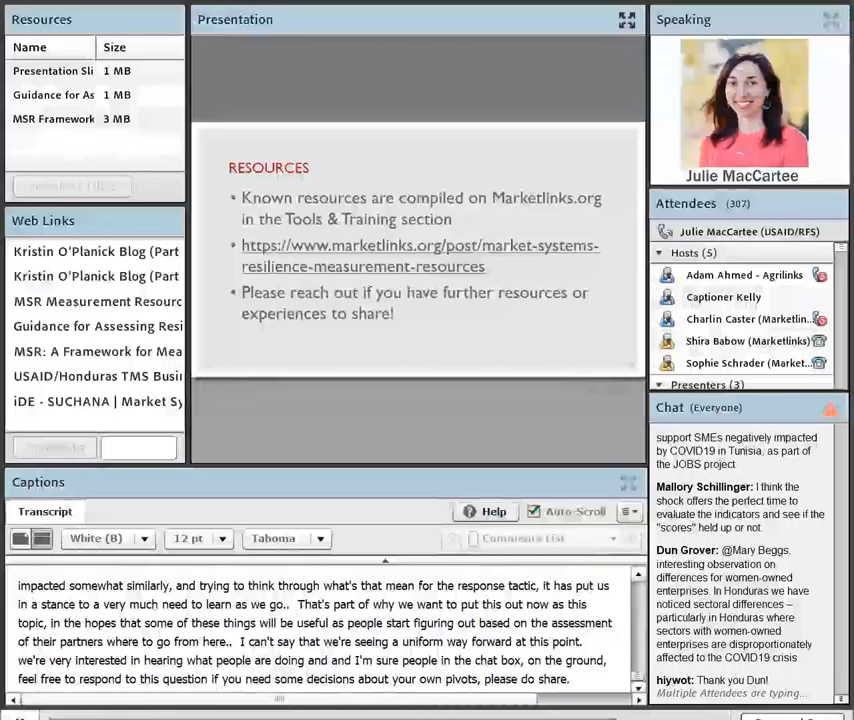 Resources
Name
Size
Presentation Sli 1 MB
Guidance for As 1 MB
MSR Framework 3 MB
Web Links
Kristin O'Planick Blog (Part
Kristin O'Planick Blog (Part
MSR Measurement Resourc
Guidance for Assessing Resi
MSR: A Framework for Mea
USAID/Honduras TMS Busin
iDE - SUCHANA | Market Sy
Presentation
RESOURCES
• Known resources are compiled on Marketlinks.org
in the Tools & Training section
• https://www.marketlinks.org/post/market-systems-
resilience-measurement-resources
• Please reach out if you have further resources or
experiences to share!
Captions
Transcript
Help
Auto-Scroll
White (B)
12 pt
Tahoma
Comments List
impacted somewhat similarly, and trying to think through what's that mean for the response tactic, it has put us
in a stance to a very much need to learn as we go.. That's part of why we want to put this out now as this
topic, in the hopes that some of these things will be useful as people start figuring out based on the assessment
of their partners where to go from here.. I can't say that we're seeing a uniform way forward at this point.
we're very interested in hearing what people are doing and and I'm sure people in the chat box, on the ground,
feel free to respond to this question if you need some decisions about your own pivots, please do share.
Speaking
Julie MacCartee
Attendees (307)
Julie MacCartee (USAID/RFS)
Hosts (5)
Adam Ahmed - Agrilinks
Captioner Kelly
Charlin Caster (Marketlin..
Shira Babow (Marketlinks)
Sophie Schrader (Market...
Presenters (3)
Chat (Everyone)
support SMEs negatively impacted
by COVID19 in Tunisia, as part of
the JOBS project
Mallory Schillinger: I think the
shock offers the perfect time to
evaluate the indicators and see if the
"scores" held up or not.
Dun Grover: @Mary Beggs,
interesting observation on
differences for women-owned
enterprises. In Honduras we have
noticed sectoral differences –
particularly in Honduras where
sectors with women-owned
enterprises are disproportionately
affected to the COVID19 crisis
hiywot: Thank you Dun!
Multiple Attendees are typing...